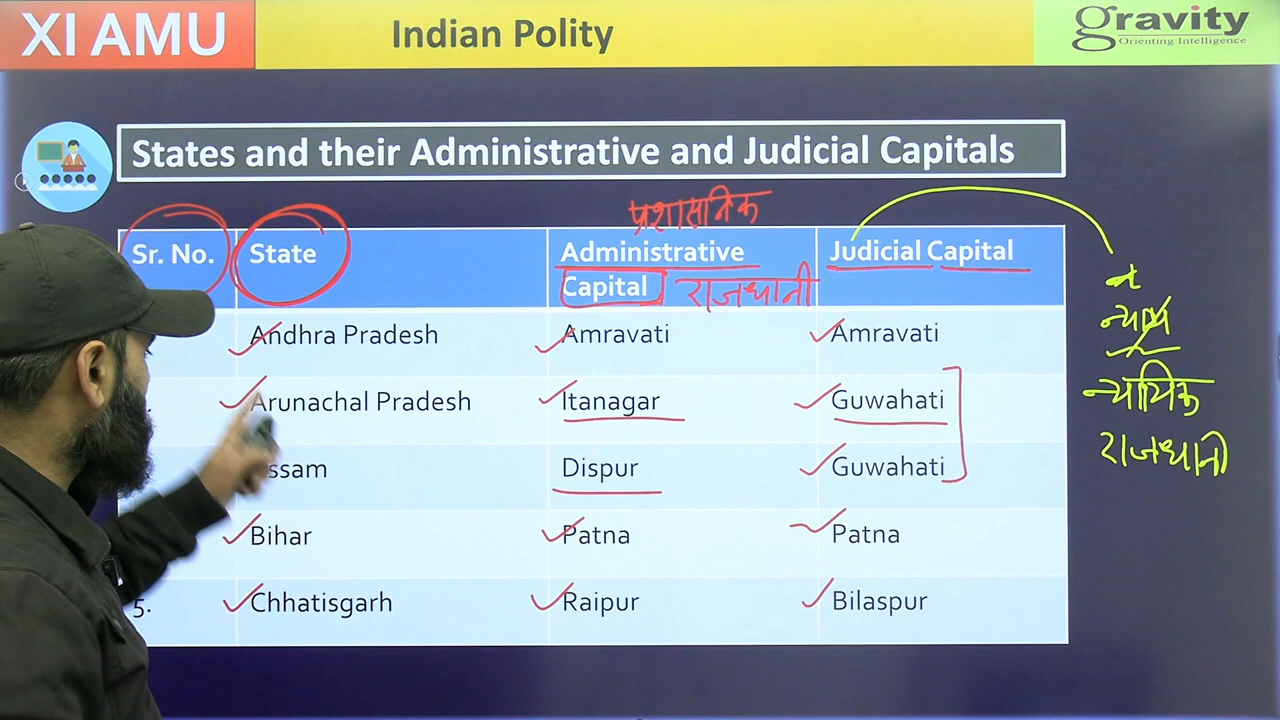 XI AMU
Indian Polity
gravity
Orienting Intelligence
States and their Administrative and Judicial Capitals
प्रशासनिक
Sr. No. State Administrative Capital Judicial Capital
राजधानी
Andhra Pradesh Amravati Amravati
Arunachal Pradesh Itanagar Guwahati
ssam Dispur Guwahati
Bihar Patna Patna
5. Chhatisgarh Raipur Bilaspur
न्यायिक
राजधानी